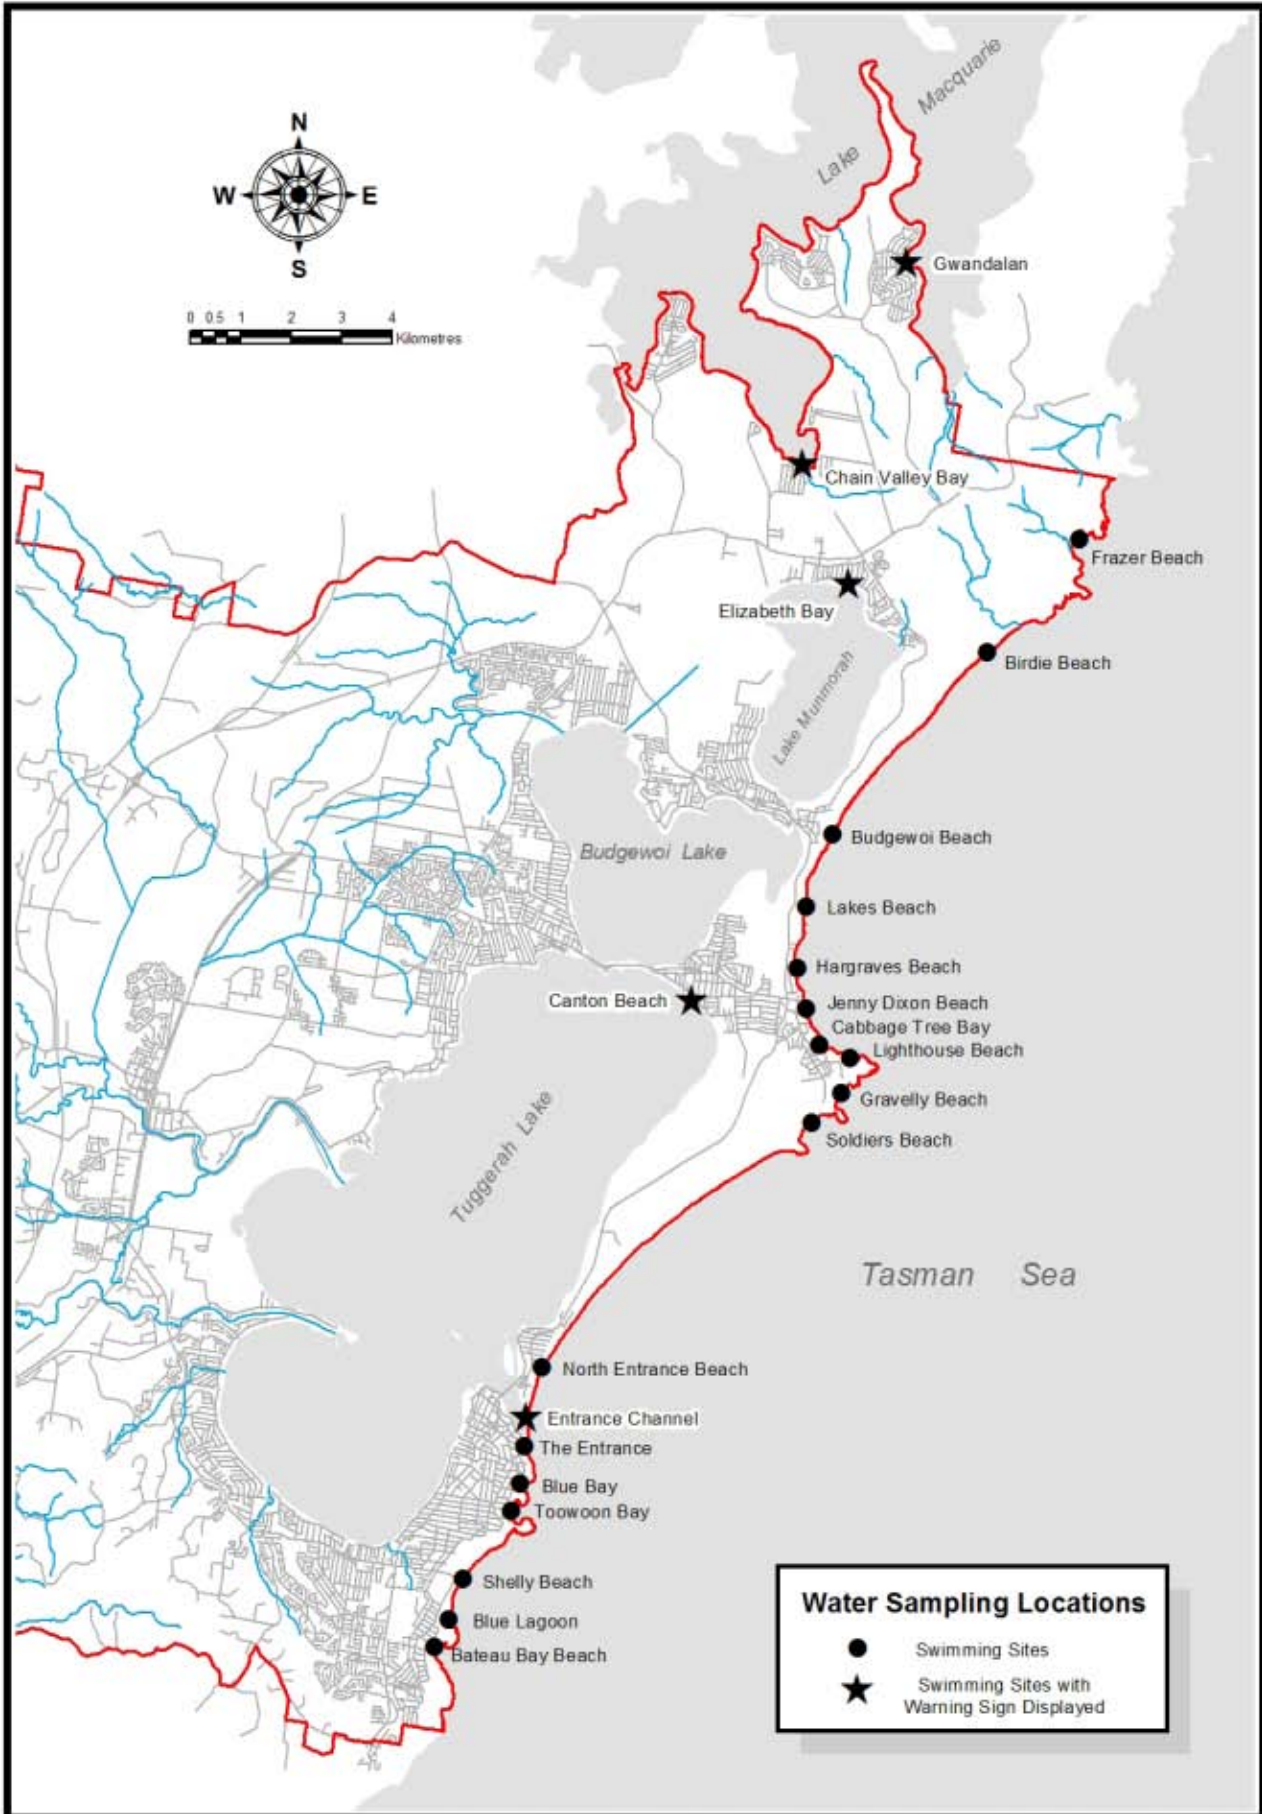 Macquarie
Lake
N
W
E
S
0 0.5 1 2 3 4
Kilometres
Gwandalan
Chain Valley Bay
Frazer Beach
Elizabeth Bay
Birdie Beach
Lake Munmorah
Budgewoi Beach
Budgewoi Lake
Lakes Beach
Hargraves Beach
Canton Beach
Jenny Dixon Beach
Cabbage Tree Bay
Lighthouse Beach
Gravelly Beach
Soldiers Beach
Tuggerah Lake
Tasman Sea
North Entrance Beach
Entrance Channel
The Entrance
Blue Bay
Toowoon Bay
Shelly Beach
Blue Lagoon
Bateau Bay Beach
Water Sampling Locations
Swimming Sites
Swimming Sites with
Warning Sign Displayed